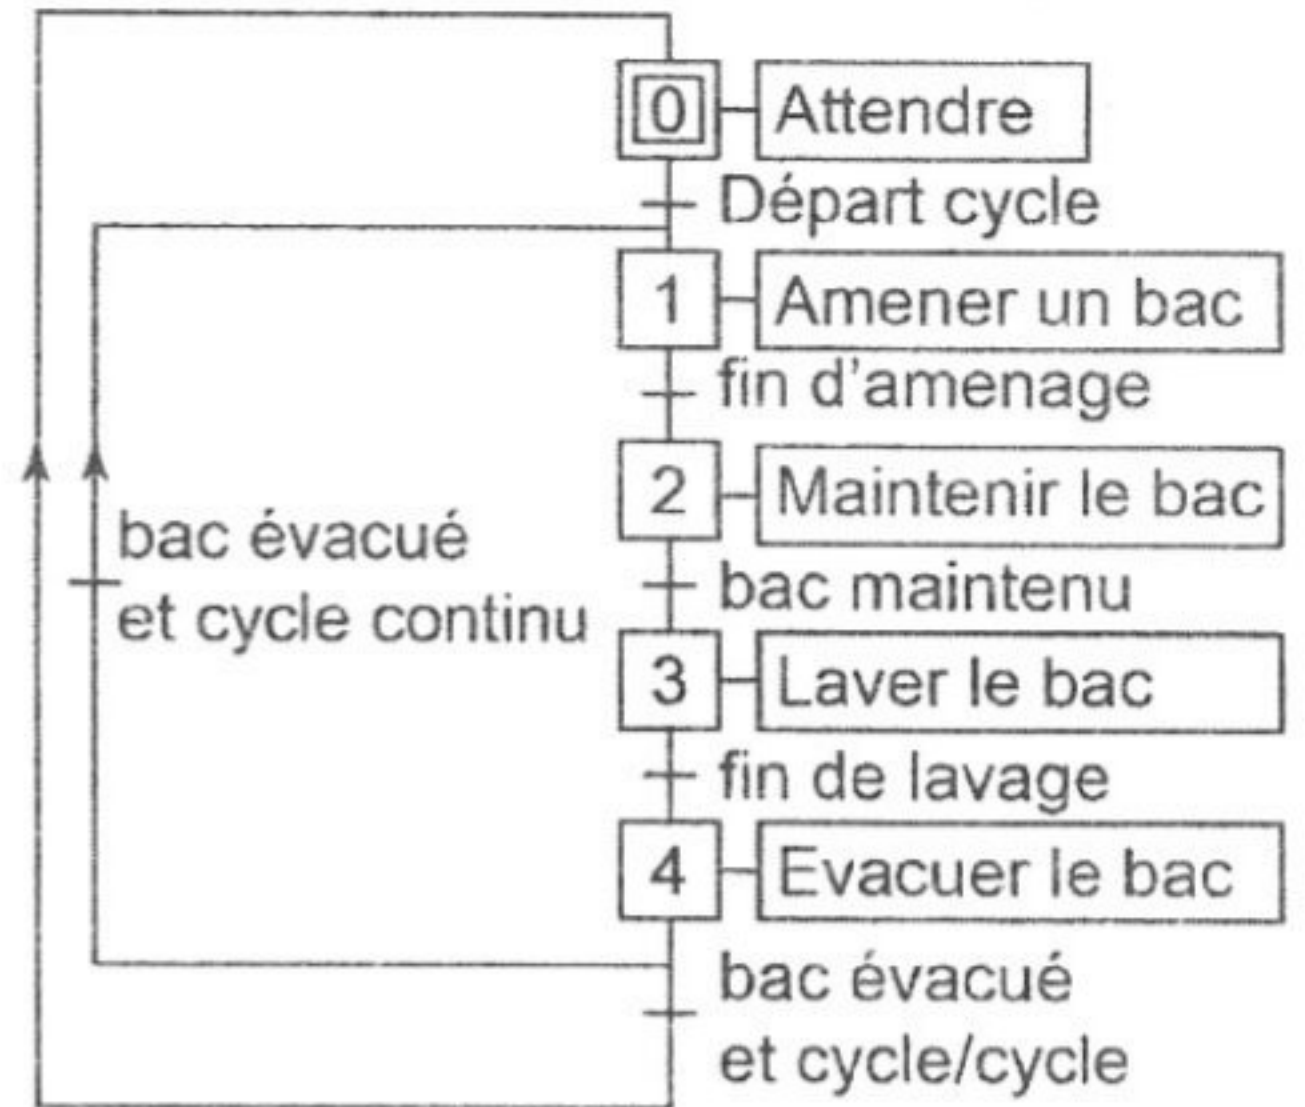 0 Attendre
Départ cycle
1 Amener un bac
fin d'amenage
2 Maintenir le bac
bac évacué
et cycle continu
bac maintenu
3 Laver le bac
fin de lavage
4 Evacuer le bac
bac évacué
et cycle/cycle